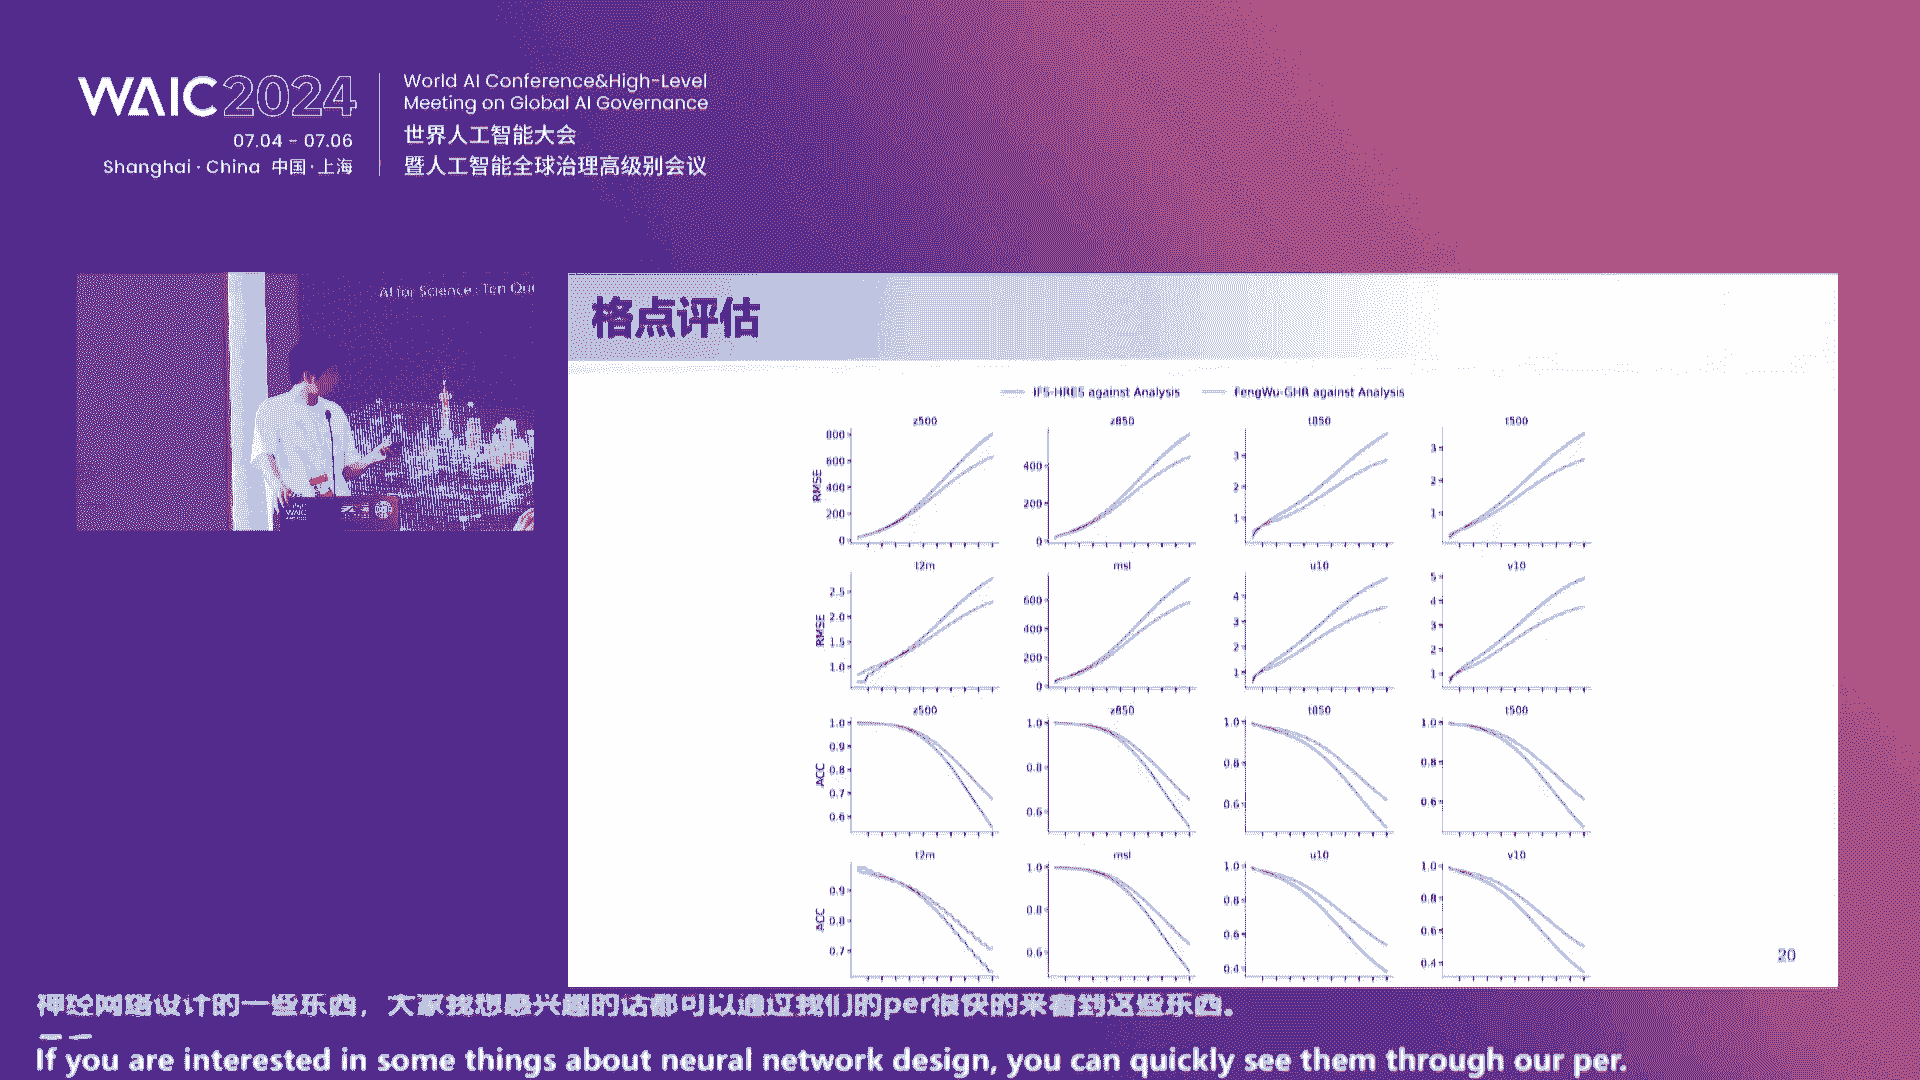 WAIC 2024
07.04 - 07.06
Shanghai · China 中国·上海
World AI Conference&High-Level
Meeting on Global AI Governance
世界人工智能大会
暨人工智能全球治理高级别会议
AI for Science : Ten Que
WAIC
格点评估
IFS-HRES against Analysis FengWu-GHR against Analysis
z500 z850 t850 t500
RMSE
800 600 400 200 0
400 200 0
3 2 1
3 2 1
t2m msl u10 v10
RMSE
2.5 2.0 1.5 1.0
600 400 200 0
4 3 2 1
5 4 3 2 1
z500 z850 t850 t500
ACC
1.0 0.9 0.8 0.7 0.6
1.0 0.8 0.6
1.0 0.8 0.6
1.0 0.8 0.6
t2m msl u10 v10
ACC
0.9 0.8 0.7
1.0 0.8 0.6
1.0 0.8 0.6 0.4
1.0 0.8 0.6 0.4
20
神经网络设计的一些东西，大家我想感兴趣的话都可以通过我们的per很快的来看到这些东西。
If you are interested in some things about neural network design, you can quickly see them through our per.